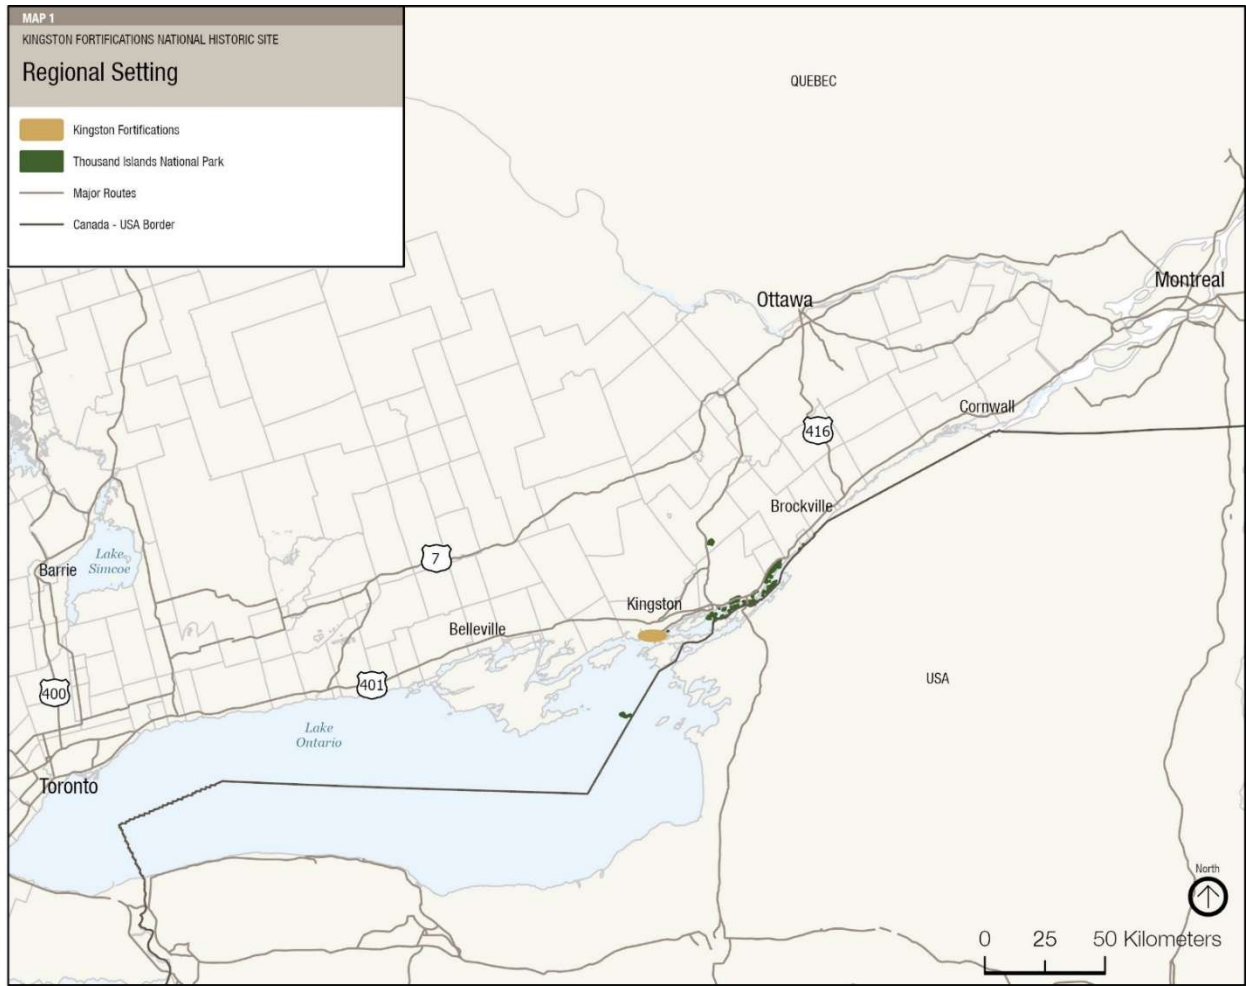 MAP 1
KINGSTON FORTIFICATIONS NATIONAL HISTORIC SITE
Regional Setting
Kingston Fortifications
Thousand Islands National Park
Major Routes
Canada - USA Border
QUEBEC
Montreal
Ottawa
Cornwall
416
Brockville
7
Lake
Simcoe
Barrie
Kingston
Belleville
USA
401
400
Lake
Ontario
Toronto
North
0 25 50 Kilometers